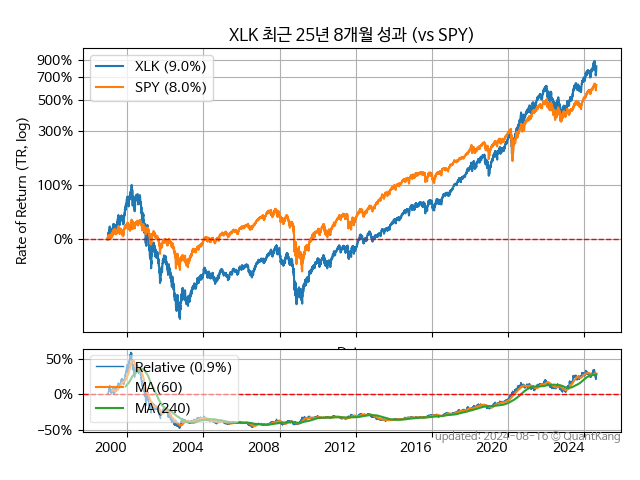 XLK 최근 25년 8개월 성과 (vs SPY)
Rate of Return (TR, log)
900%
700%
500%
300%
100%
0%
XLK (9.0%)
SPY (8.0%)
50%
0%
−50%
Relative (0.9%)
MA(60)
MA(240)
2000 2004 2008 2012 2016 2020 2024
updated: 2024-08-16 © QuantKang